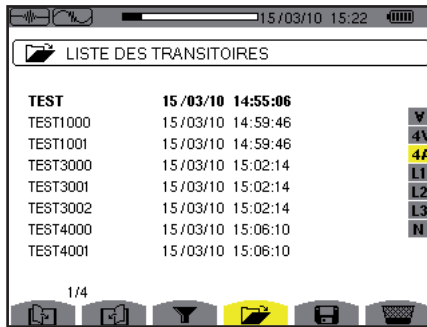 15/03/10 15:22
LISTE DES TRANSITOIRES
TEST 15/03/10 14:55:06
TEST1000 15/03/10 14:59:46
TEST1001 15/03/10 14:59:46
TEST3000 15/03/10 15:02:14
TEST3001 15/03/10 15:02:14
TEST3002 15/03/10 15:02:14
TEST4000 15/03/10 15:06:10
TEST4001 15/03/10 15:06:10
∀
4V
4A
L1
L2
L3
N
1/4